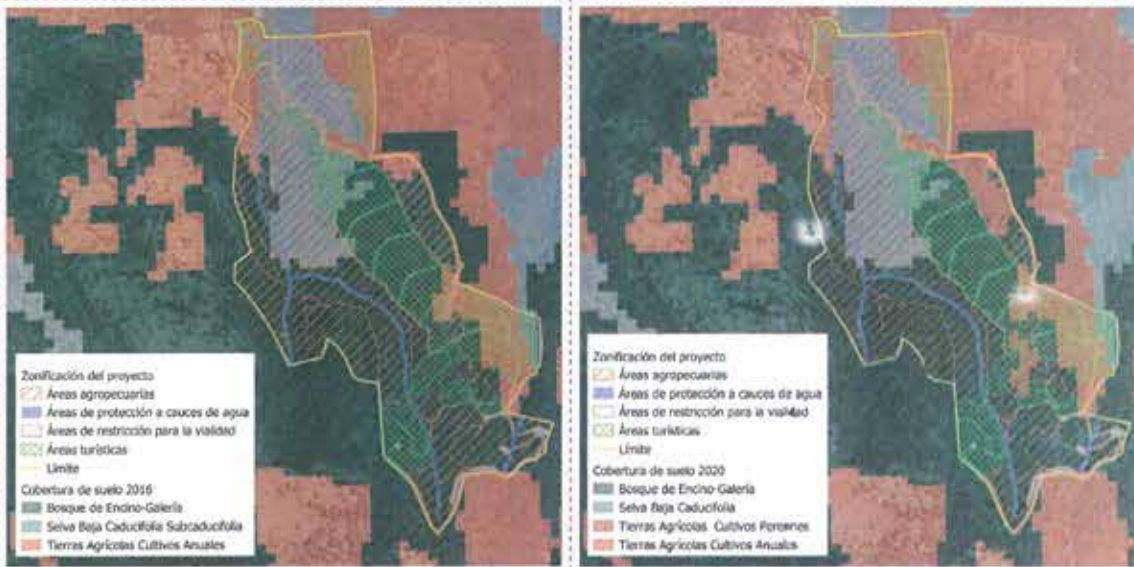 Zonificación del proyecto
Áreas agropecuarias
Áreas de protección a cauces de agua
Áreas de restricción para la vialidad
Áreas turísticas
Límite
Cobertura de suelo 2016
Bosque de Encino-Galería
Selva Baja Caducifolia Subcaducifolia
Tierras Agrícolas Cultivos Anuales
Zonificación del proyecto
Áreas agropecuarias
Áreas de protección a cauces de agua
Áreas de restricción para la vialidad
Áreas turísticas
Límite
Cobertura de suelo 2020
Bosque de Encino-Galería
Selva Baja Caducifolia
Tierras Agrícolas Cultivos Perennes
Tierras Agrícolas Cultivos Anuales